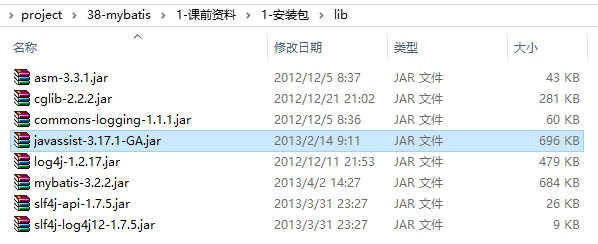 project > 38-mybatis > 1-课前资料 > 1-安装包 > lib
名称 修改日期 类型 大小
asm-3.3.1.jar 2012/12/5 8:37 JAR 文件 43 KB
cglib-2.2.2.jar 2012/12/21 21:02 JAR 文件 281 KB
commons-logging-1.1.1.jar 2012/12/5 8:36 JAR 文件 60 KB
javassist-3.17.1-GA.jar 2013/2/14 9:11 JAR 文件 696 KB
log4j-1.2.17.jar 2012/12/11 21:53 JAR 文件 479 KB
mybatis-3.2.2.jar 2013/4/2 14:27 JAR 文件 684 KB
slf4j-api-1.7.5.jar 2013/3/31 23:27 JAR 文件 26 KB
slf4j-log4j12-1.7.5.jar 2013/3/31 23:27 JAR 文件 9 KB